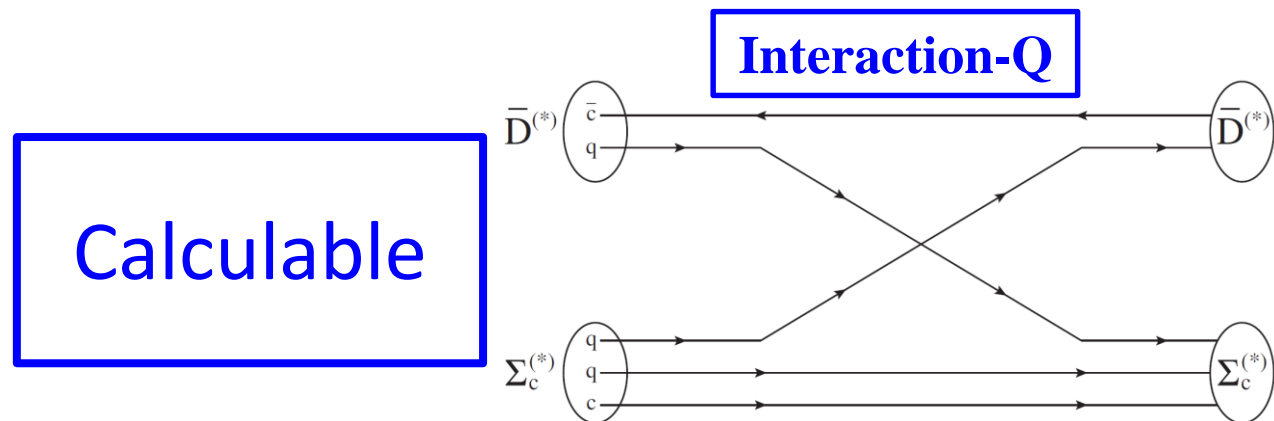 Interaction-Q
Calculable
D̄(*)
c̄
q
D̄(*)
Σc(*)
q
q
c
Σc(*)